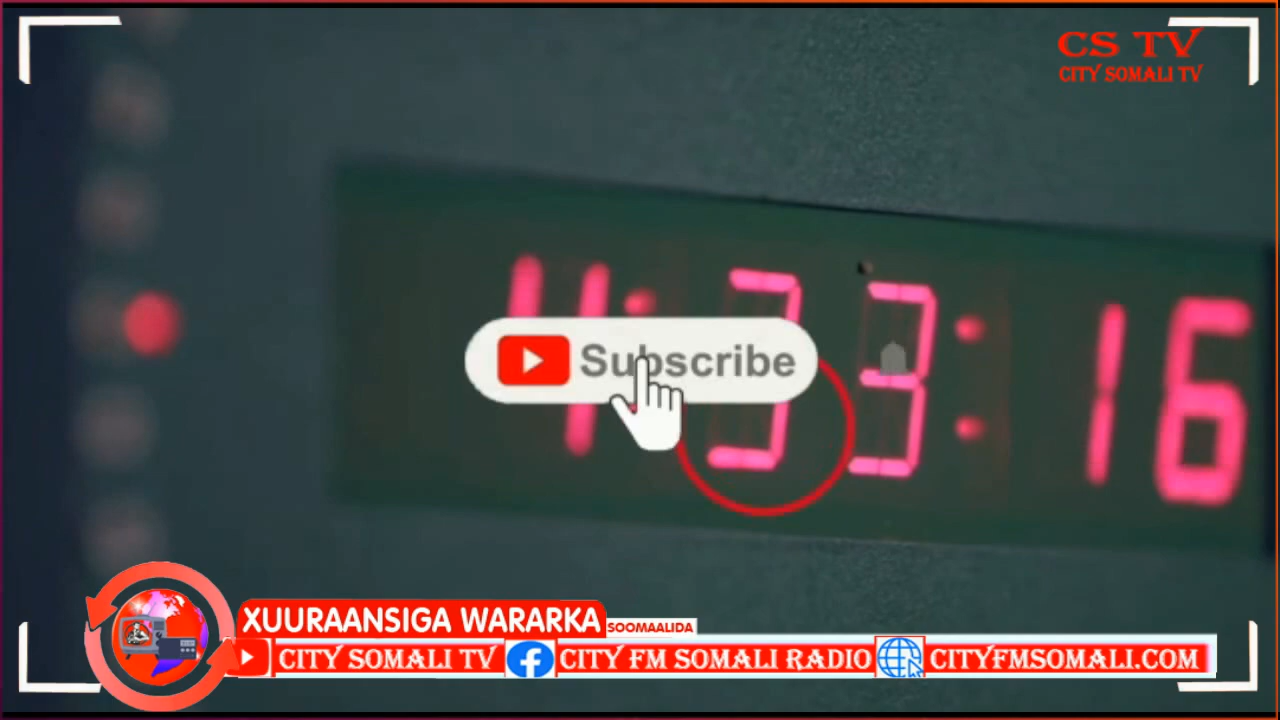 CS TV
CITY SOMALI TV
4:33:16
Subscribe
XUURAANSIGA WARARKA
SOOMAALIDA
CITY SOMALI TV
CITY FM SOMALI RADIO
CITYFMSOMALI.COM